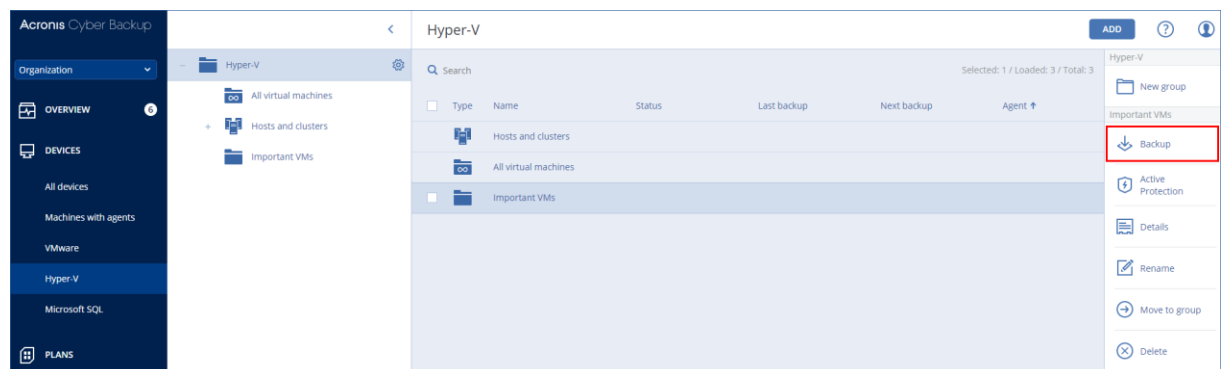 Acronis Cyber Backup
Organization
OVERVIEW 6
DEVICES
All devices
Machines with agents
VMware
Hyper-V
Microsoft SQL
PLANS
Hyper-V
All virtual machines
Hosts and clusters
Important VMs
Hyper-V
ADD
Search
Selected: 1 / Loaded: 3 / Total: 3
Type Name Status Last backup Next backup Agent
Hosts and clusters
All virtual machines
Important VMs
Hyper-V
New group
Important VMs
Backup
Active
Protection
Details
Rename
Move to group
Delete